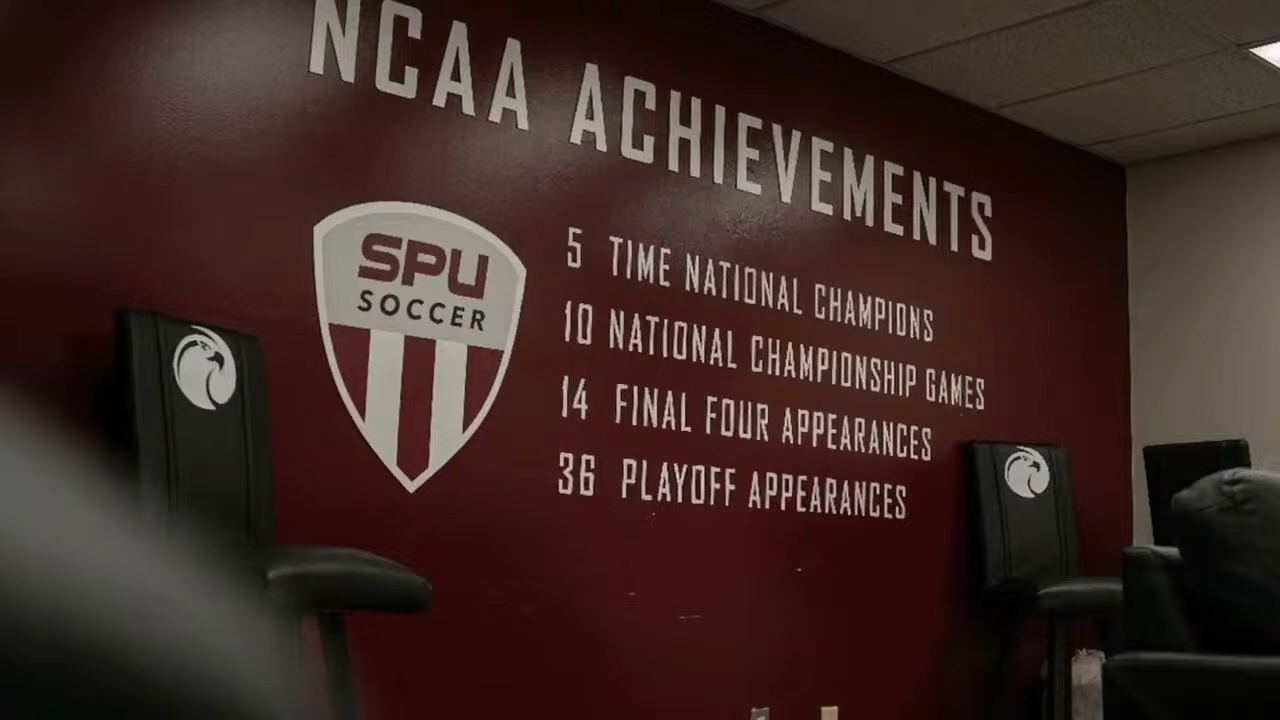 NCAA ACHIEVEMENTS
SPU
SOCCER
5 TIME NATIONAL CHAMPIONS
10 NATIONAL CHAMPIONSHIP GAMES
14 FINAL FOUR APPEARANCES
36 PLAYOFF APPEARANCES